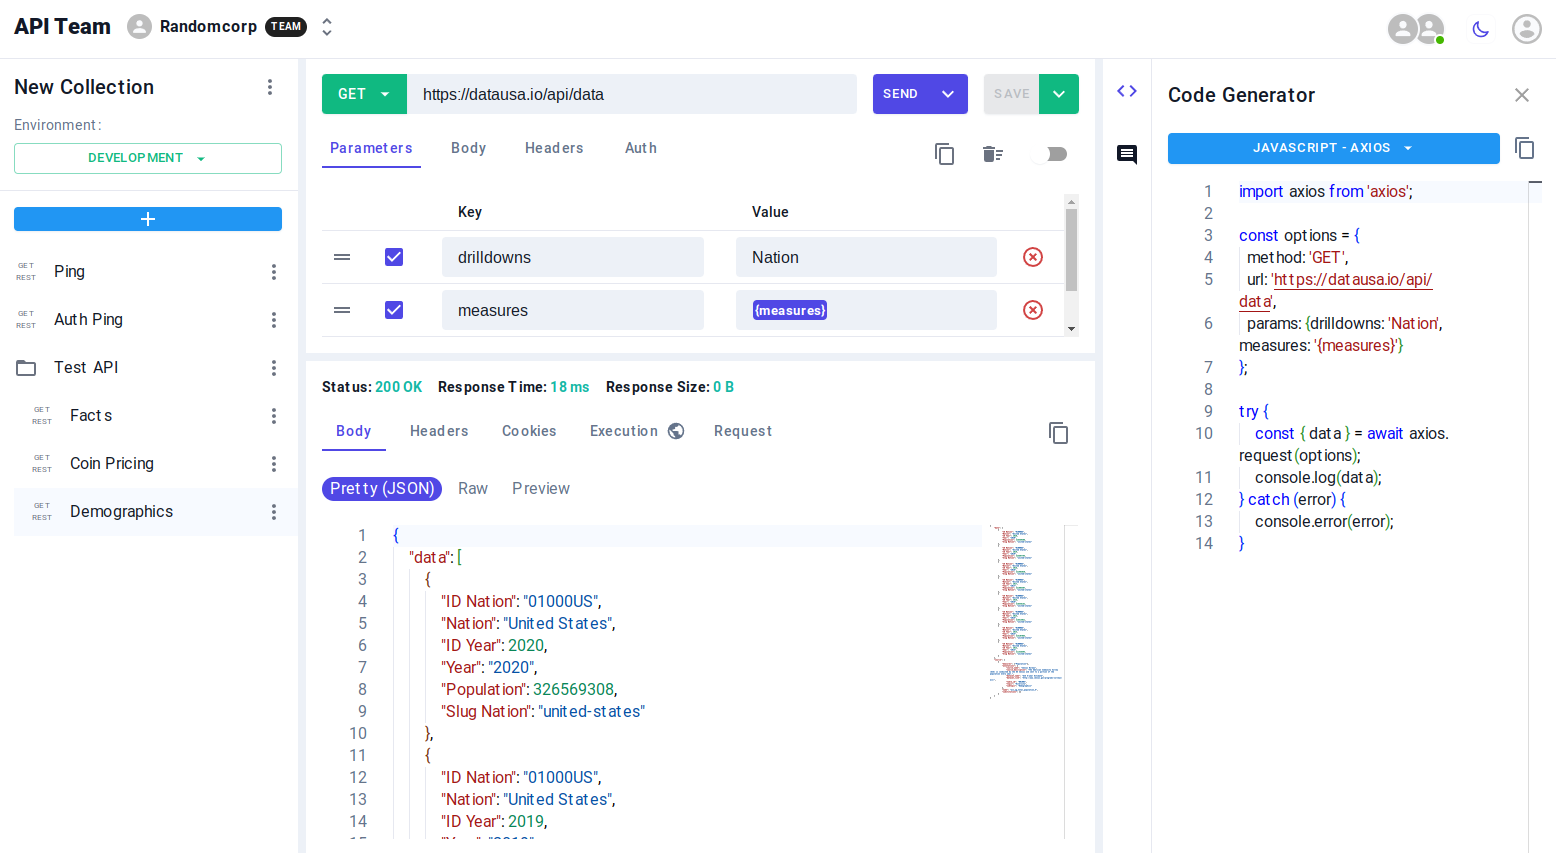 API Team Randomcorp TEAM
New Collection
Environment:
DEVELOPMENT
GET REST Ping
GET REST Auth Ping
Test API
GET REST Facts
GET REST Coin Pricing
GET REST Demographics
GET https://datausa.io/api/data SEND SAVE
Parameters Body Headers Auth
Key Value
drilldowns Nation
measures {measures}
Status: 200 OK Response Time: 18 ms Response Size: 0 B
Body Headers Cookies Execution Request
Pretty (JSON) Raw Preview
1 {
2 "data": [
3 {
4 "ID Nation": "01000US",
5 "Nation": "United States",
6 "ID Year": 2020,
7 "Year": "2020",
8 "Population": 326569308,
9 "Slug Nation": "united-states"
10 },
11 {
12 "ID Nation": "01000US",
13 "Nation": "United States",
14 "ID Year": 2019,
Code Generator
JAVASCRIPT - AXIOS
1 import axios from 'axios';
2
3 const options = {
4 method: 'GET',
5 url: 'https://datausa.io/api/
data',
6 params: {drilldowns: 'Nation',
measures: '{measures}'}
7 };
8
9 try {
10 const { data } = await axios.
request(options);
11 console.log(data);
12 } catch (error) {
13 console.error(error);
14 }